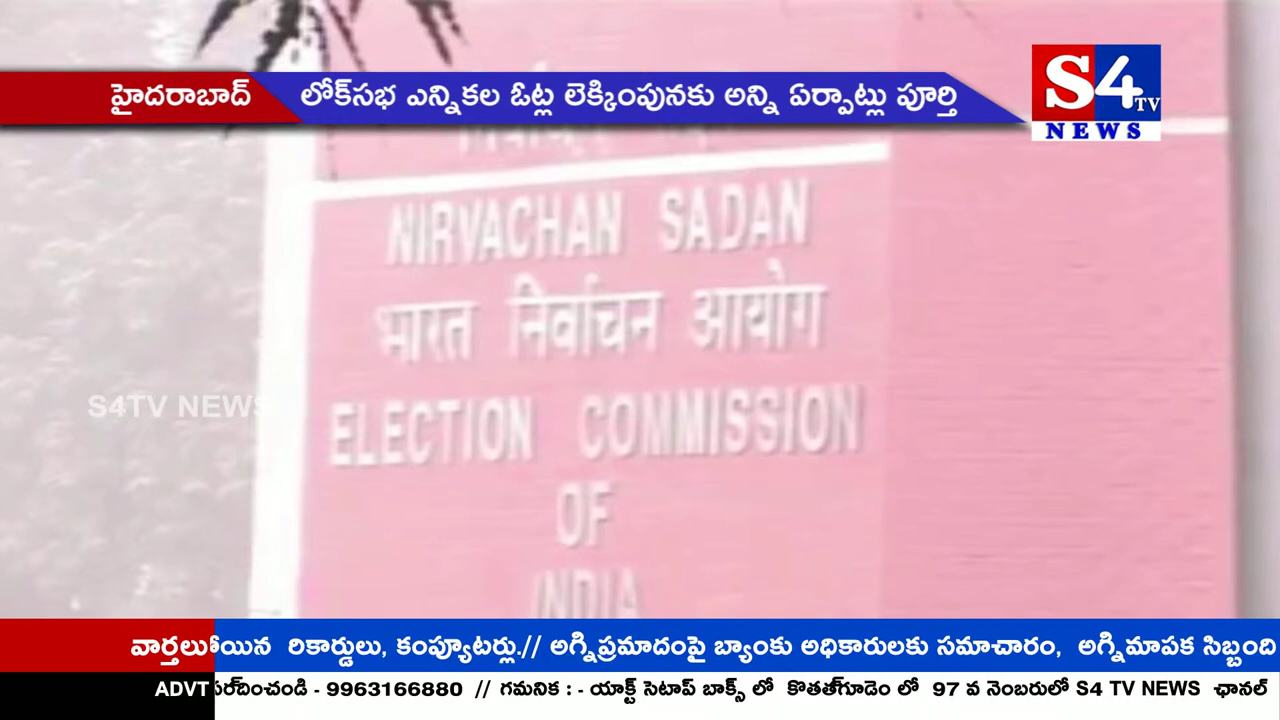 హైదరాబాద్ లోక్‌సభ ఎన్నికల ఓట్ల లెక్కింపునకు అన్ని ఏర్పాట్లు పూర్తి
S4 TV
NEWS
NIRVACHAN SADAN
भारत निर्वाचन आयोग
ELECTION COMMISSION
OF
INDIA
S4TV NEWS
వార్తలు ోయిన రికార్డులు, కంప్యూటర్లు.// అగ్నిప్రమాదంపై బ్యాంకు అధికారులకు సమాచారం, అగ్నిమాపక సిబ్బంది
ADVT పర్దించండి - 9963166880 // గమనిక : - యాక్ట్ సెటాప్ బాక్స్ లో కొతతాగూడెం లో 97 వ నెంబరులో S4 TV NEWS ఛానల్